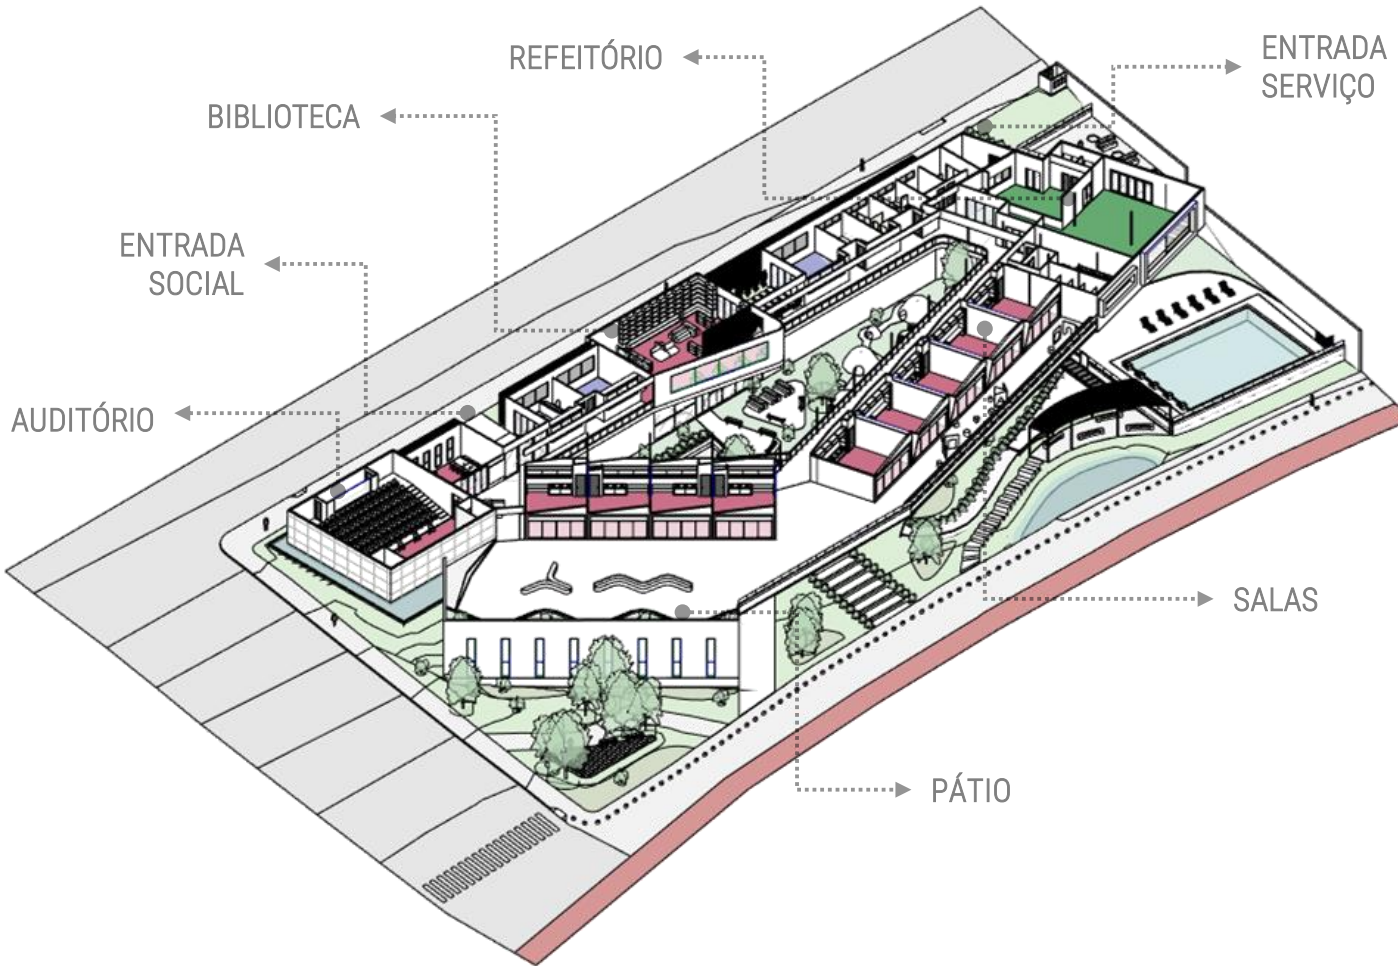 REFEITÓRIO
ENTRADA
SERVIÇO
BIBLIOTECA
ENTRADA
SOCIAL
AUDITÓRIO
SALAS
PÁTIO